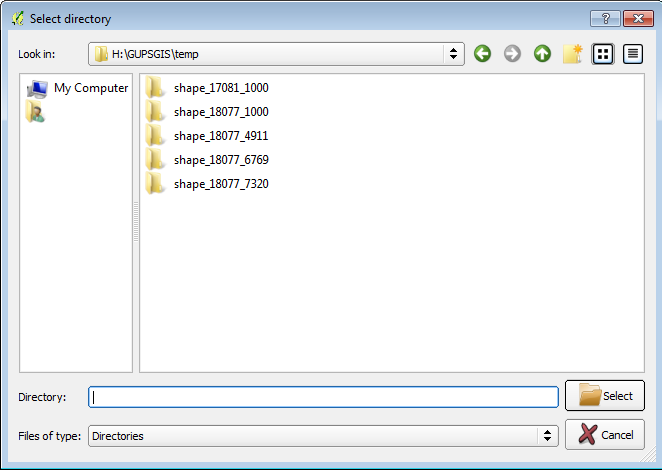 Select directory
Look in: H:\GUPSGIS\temp
My Computer
shape_17081_1000
shape_18077_1000
shape_18077_4911
shape_18077_6769
shape_18077_7320
Directory: Select
Files of type: Directories Cancel